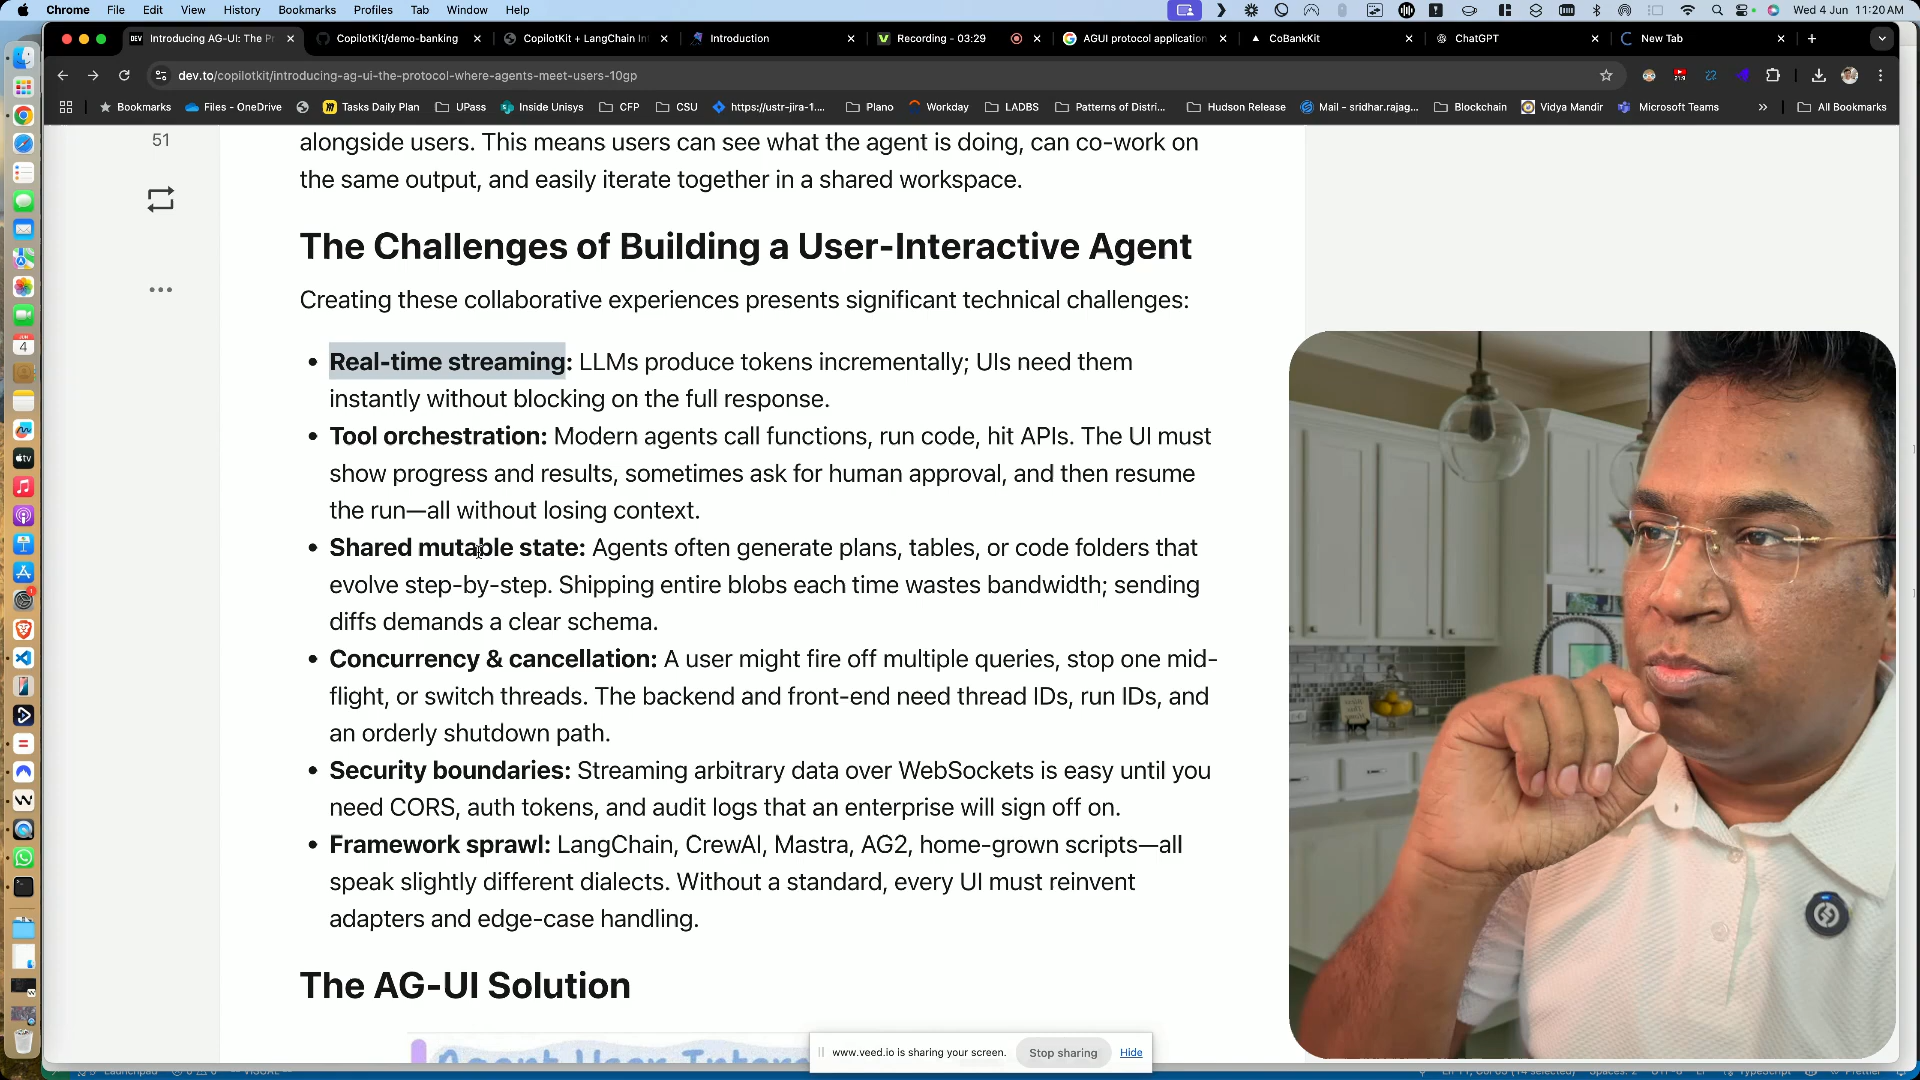 Chrome File Edit View History Bookmarks Profiles Tab Window Help Wed 4 Jun 11:20 AM
DEV Introducing AG-UI: The Pr CopilotKit/demo-banking CopilotKit + LangChain Int Introduction Recording - 03:29 AGUI protocol application CoBankKit ChatGPT New Tab
dev.to/copilotkit/introducing-ag-ui-the-protocol-where-agents-meet-users-10gp
Bookmarks Files - OneDrive Tasks Daily Plan UPass Inside Unisys CFP CSU https://ustr-jira-1.... Plano Workday LADBS Patterns of Distri... Hudson Release Mail - sridhar.rajag... Blockchain Vidya Mandir Microsoft Teams » All Bookmarks
51
alongside users. This means users can see what the agent is doing, can co-work on
the same output, and easily iterate together in a shared workspace.
The Challenges of Building a User-Interactive Agent
Creating these collaborative experiences presents significant technical challenges:
• Real-time streaming: LLMs produce tokens incrementally; UIs need them
instantly without blocking on the full response.
• Tool orchestration: Modern agents call functions, run code, hit APIs. The UI must
show progress and results, sometimes ask for human approval, and then resume
the run—all without losing context.
• Shared mutable state: Agents often generate plans, tables, or code folders that
evolve step-by-step. Shipping entire blobs each time wastes bandwidth; sending
diffs demands a clear schema.
• Concurrency & cancellation: A user might fire off multiple queries, stop one mid-
flight, or switch threads. The backend and front-end need thread IDs, run IDs, and
an orderly shutdown path.
• Security boundaries: Streaming arbitrary data over WebSockets is easy until you
need CORS, auth tokens, and audit logs that an enterprise will sign off on.
• Framework sprawl: LangChain, CrewAI, Mastra, AG2, home-grown scripts—all
speak slightly different dialects. Without a standard, every UI must reinvent
adapters and edge-case handling.
The AG-UI Solution
www.veed.io is sharing your screen. Stop sharing Hide